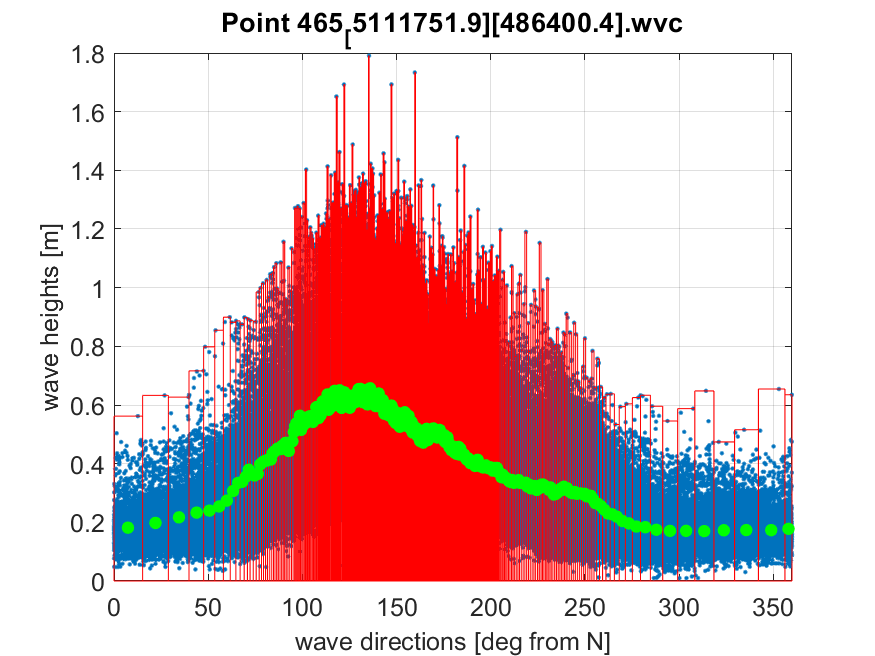 Point 465[5111751.9][486400.4].wvc
1.8
1.6
1.4
1.2
1
0.8
0.6
0.4
0.2
0
wave heights [m]
0 50 100 150 200 250 300 350
wave directions [deg from N]